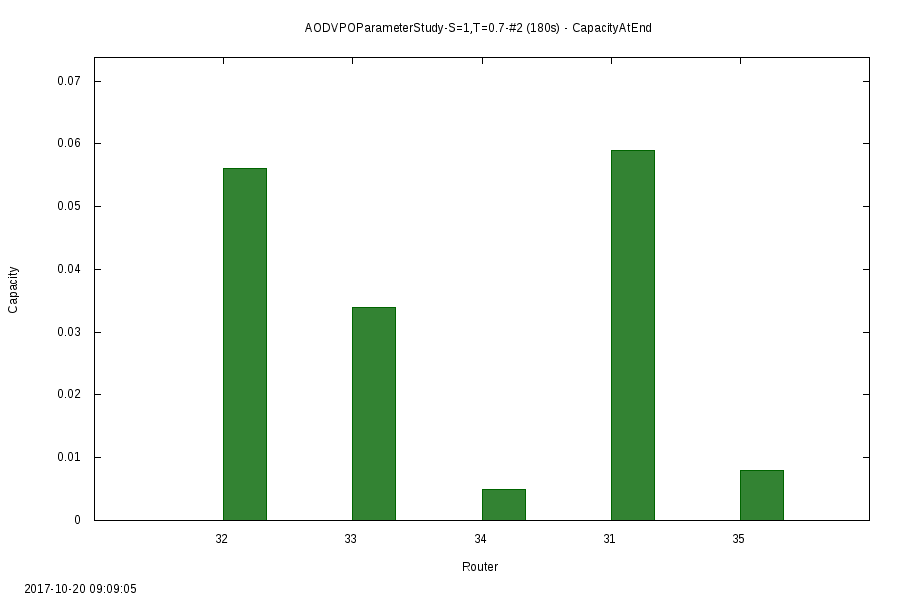 AODVPOParameterStudy-S=1,T=0.7-#2 (180s) - CapacityAtEnd
0.07
0.06
0.05
0.04
0.03
0.02
0.01
0
Capacity
32 33 34 31 35
Router
2017-10-20 09:09:05